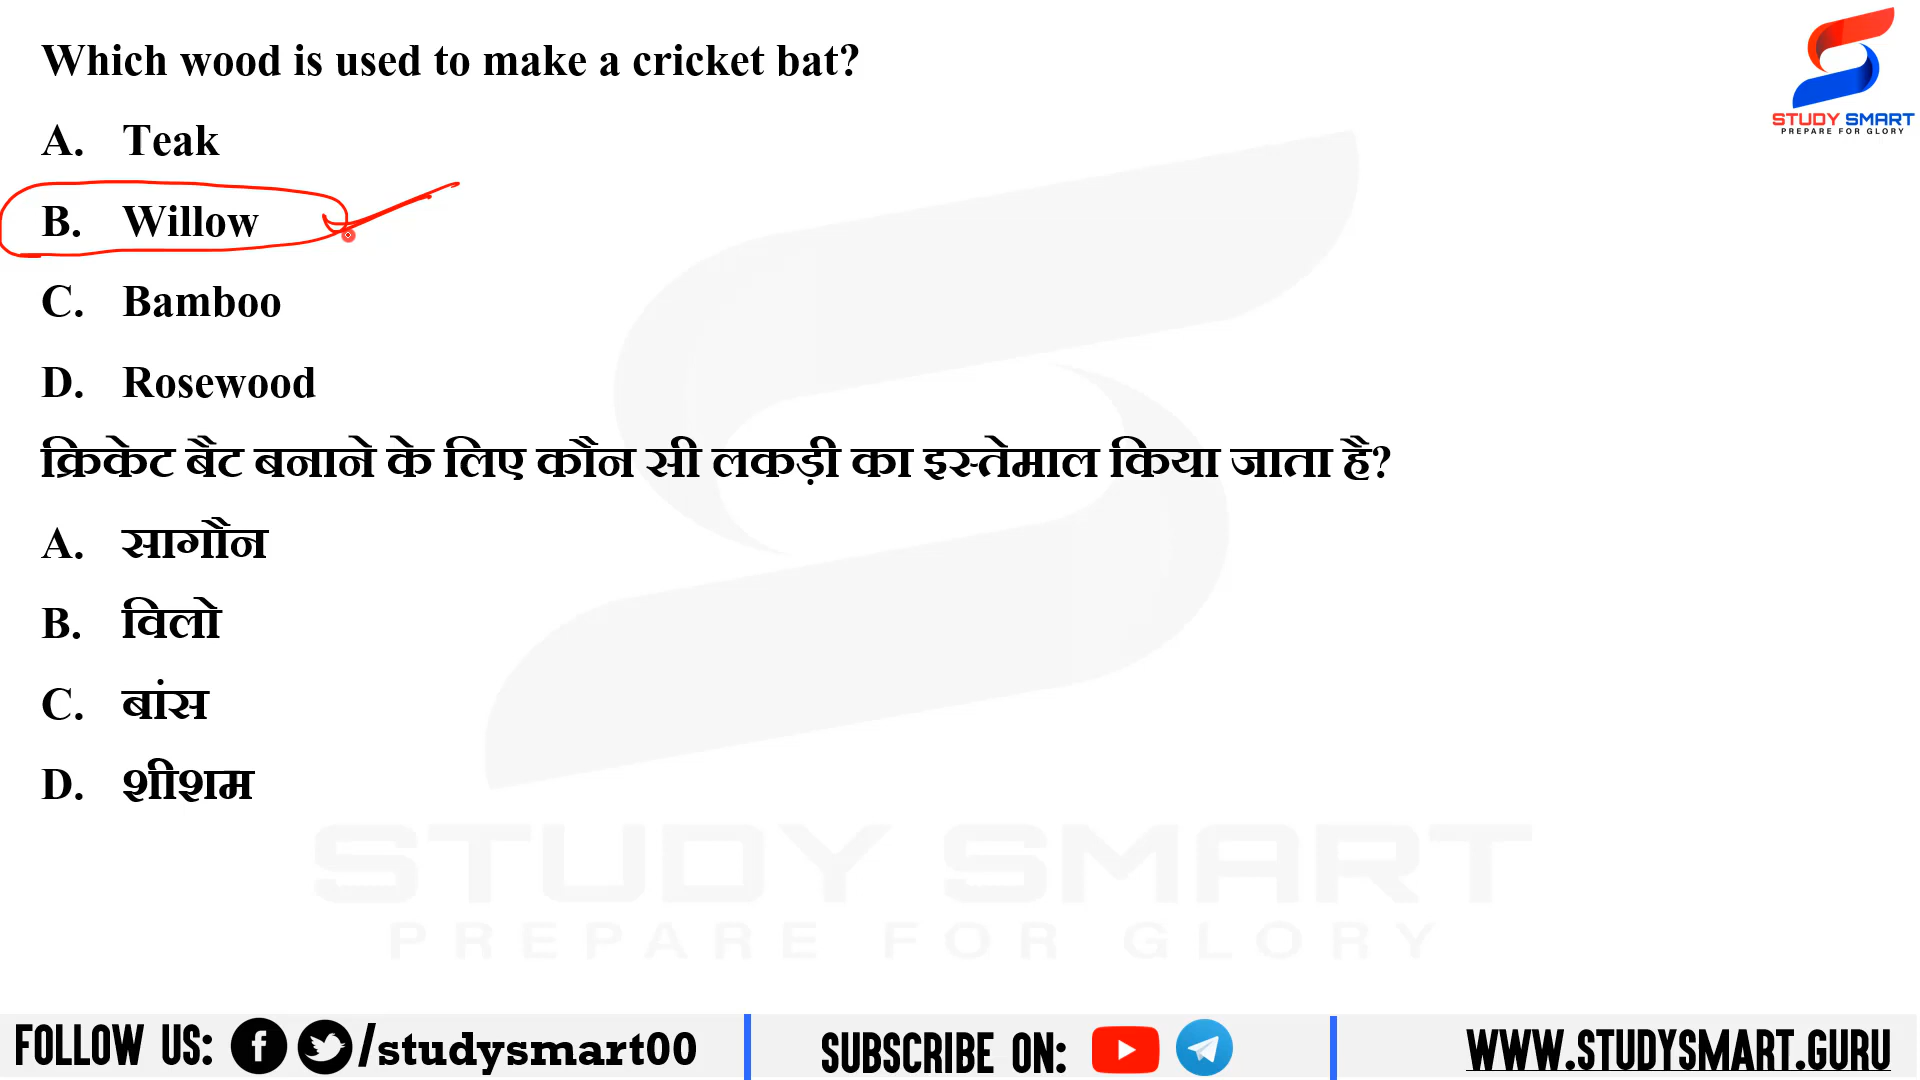 Which wood is used to make a cricket bat?
STUDY SMART
PREPARE FOR GLORY
A. Teak
B. Willow
C. Bamboo
D. Rosewood
क्रिकेट बैट बनाने के लिए कौन सी लकड़ी का इस्तेमाल किया जाता है?
A. सागौन
B. विलो
C. बांस
D. शीशम
STUDY SMART
PREPARE FOR GLORY
FOLLOW US: /studysmart00 SUBSCRIBE ON: WWW.STUDYSMART.GURU